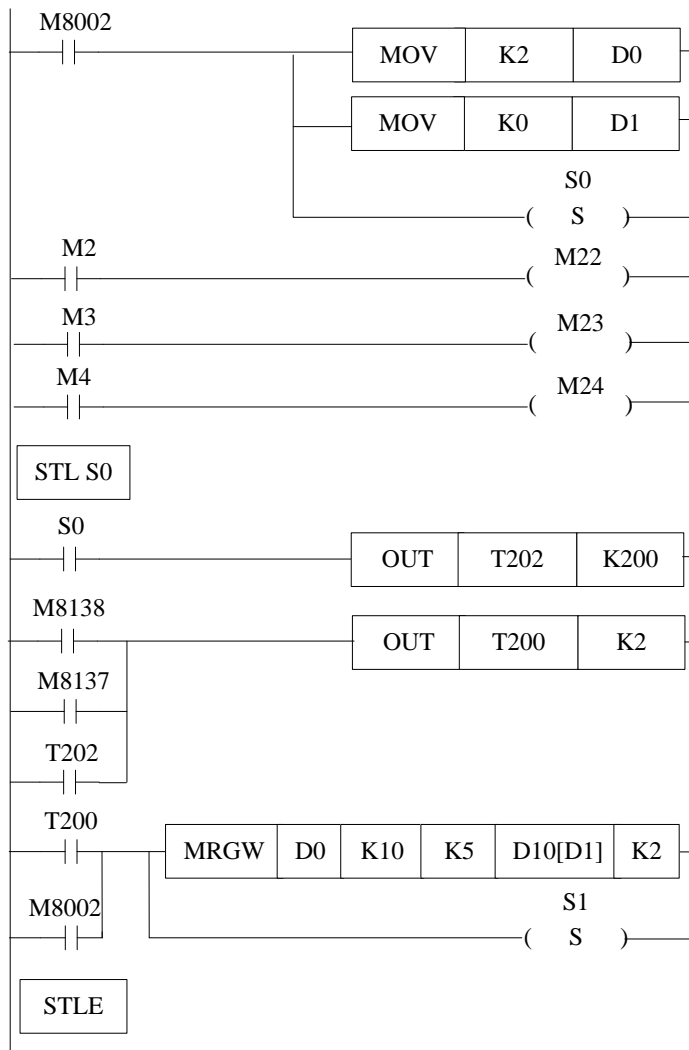 M8002
MOV K2 D0
MOV K0 D1
S0
( S )
M2
M22
( )
M3
M23
( )
M4
M24
( )
STL S0
S0
OUT T202 K200
M8138
OUT T200 K2
M8137
T202
T200
MRGW D0 K10 K5 D10[D1] K2
M8002
S1
( S )
STLE